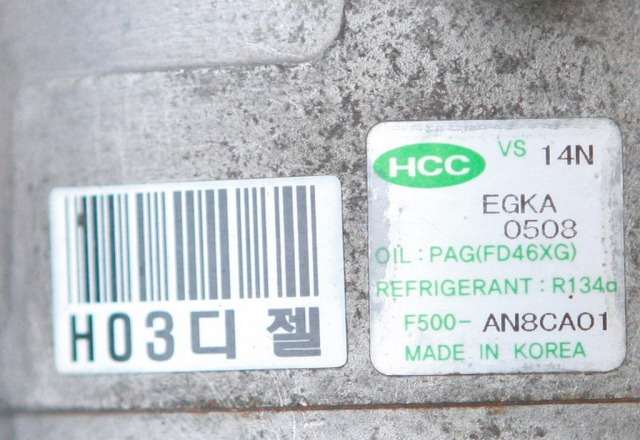 H03디젤
HCC VS 14N
EGKA
0508
OIL : PAG(FD46XG)
REFRIGERANT : R134a
F500- AN8CA01
MADE IN KOREA